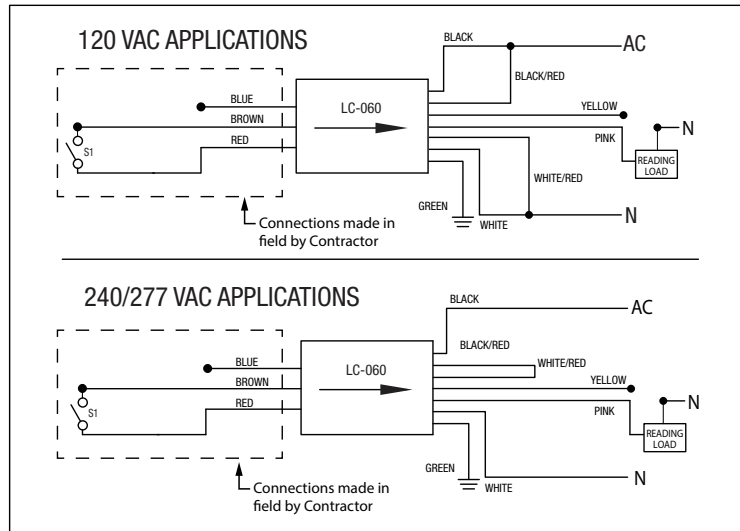 120 VAC APPLICATIONS
BLACK
AC
BLACK/RED
BLUE
LC-060
YELLOW
BROWN
N
PINK
S1
RED
READING
LOAD
WHITE/RED
GREEN
WHITE
N
Connections made in
field by Contractor
240/277 VAC APPLICATIONS
BLACK
AC
BLACK/RED
BLUE
LC-060
WHITE/RED
BROWN
YELLOW
N
S1
RED
PINK
READING
LOAD
GREEN
WHITE
N
Connections made in
field by Contractor